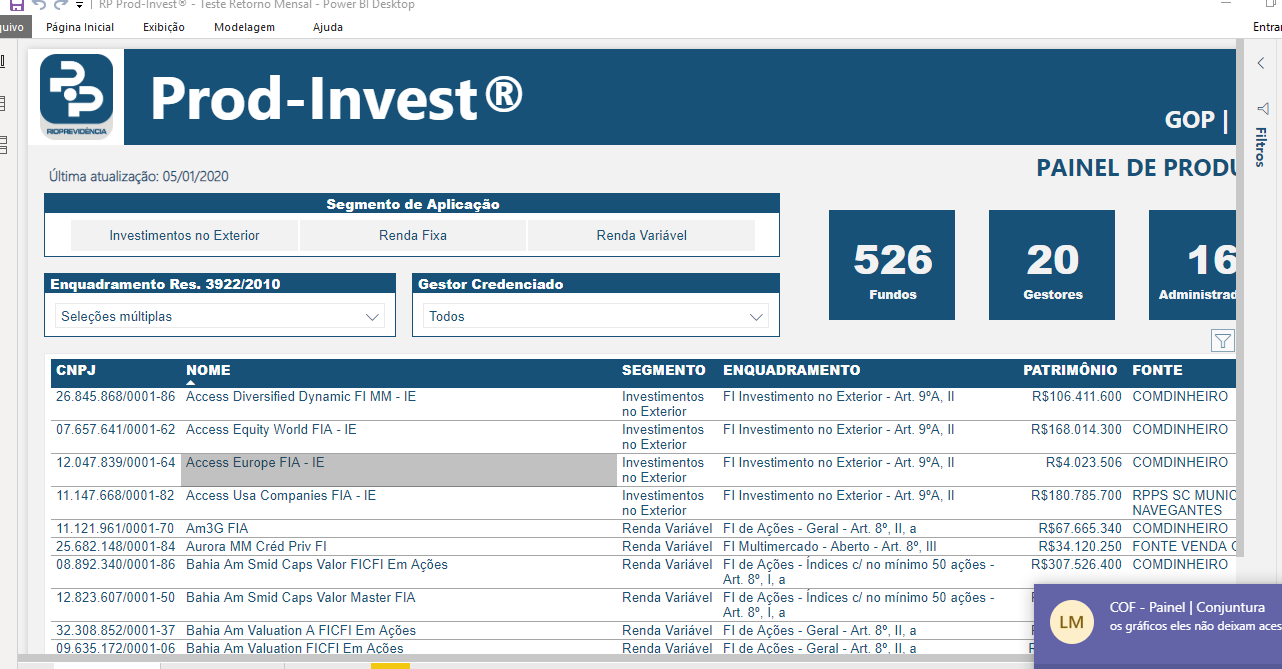 RP Prod-Invest® - Teste Retorno Mensal - Power BI Desktop
quivo Página Inicial Exibição Modelagem Ajuda Entrar
RIOPREVIDÊNCIA
Prod-Invest®
GOP |
Filtros
PAINEL DE PRODU
Última atualização: 05/01/2020
Segmento de Aplicação
Investimentos no Exterior Renda Fixa Renda Variável
526 20 16
Fundos Gestores Administrad
Enquadramento Res. 3922/2010 Gestor Credenciado
Seleções múltiplas Todos
CNPJ NOME SEGMENTO ENQUADRAMENTO PATRIMÔNIO FONTE
26.845.868/0001-86 Access Diversified Dynamic FI MM - IE Investimentos FI Investimento no Exterior - Art. 9ºA, II R$106.411.600 COMDINHEIRO
no Exterior
07.657.641/0001-62 Access Equity World FIA - IE Investimentos FI Investimento no Exterior - Art. 9ºA, II R$168.014.300 COMDINHEIRO
no Exterior
12.047.839/0001-64 Access Europe FIA - IE Investimentos FI Investimento no Exterior - Art. 9ºA, II R$4.023.506 COMDINHEIRO
no Exterior
11.147.668/0001-82 Access Usa Companies FIA - IE Investimentos FI Investimento no Exterior - Art. 9ºA, II R$180.785.700 RPPS SC MUNIC
no Exterior NAVEGANTES
11.121.961/0001-70 Am3G FIA Renda Variável FI de Ações - Geral - Art. 8º, II, a R$67.665.340 COMDINHEIRO
25.682.148/0001-84 Aurora MM Créd Priv FI Renda Variável FI Multimercado - Aberto - Art. 8º, III R$34.120.250 FONTE VENDA
08.892.340/0001-86 Bahia Am Smid Caps Valor FICFI Em Ações Renda Variável FI de Ações - Índices c/ no mínimo 50 ações - R$307.526.400 COMDINHEIRO
Art. 8º, I, a
12.823.607/0001-50 Bahia Am Smid Caps Valor Master FIA Renda Variável FI de Ações - Índices c/ no mínimo 50 ações -
Art. 8º, I, a
32.308.852/0001-37 Bahia Am Valuation A FICFI Em Ações Renda Variável FI de Ações - Geral - Art. 8º, II, a
09.635.172/0001-06 Bahia Am Valuation FICFI Em Ações Renda Variável FI de Ações - Geral - Art. 8º, II, a
LM
COF - Painel | Conjuntura
os gráficos eles não deixam aces